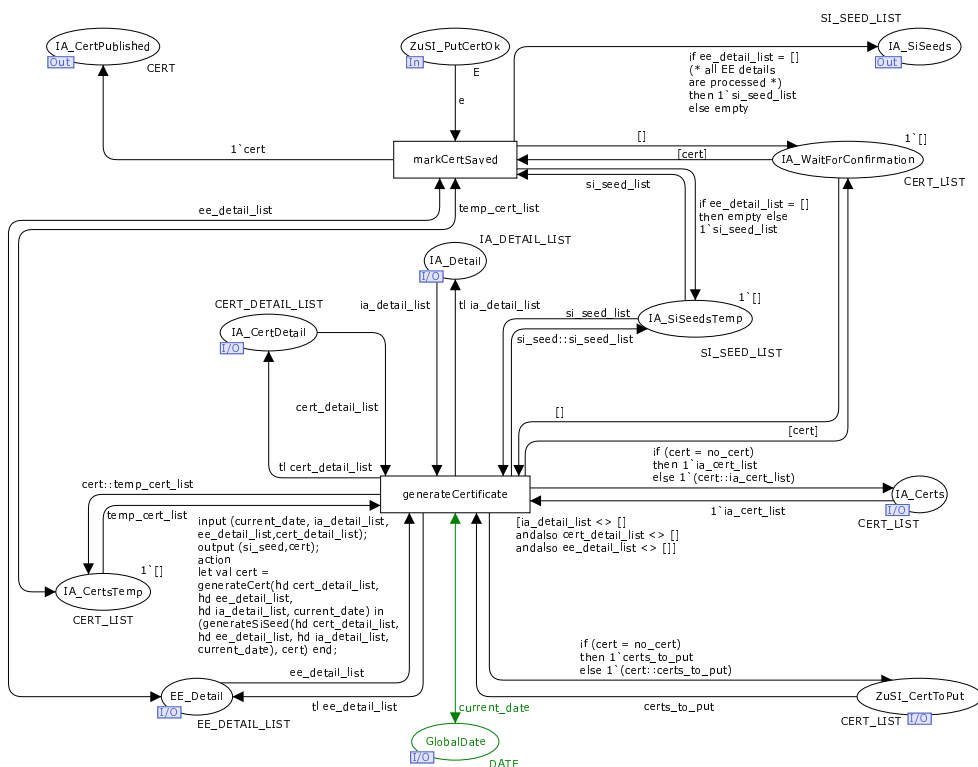 SI_SEED_LIST
IA_CertPublished
Out
CERT
ZuSI_PutCertOk
In
E
IA_SiSeeds
Out
if ee_detail_list = []
(* all EE details
are processed *)
then 1`si_seed_list
else empty
e
1`cert
markCertSaved
[]
[cert]
1`[]
IA_WaitForConfirmation
CERT_LIST
si_seed_list
ee_detail_list
temp_cert_list
if ee_detail_list = []
then empty else
1`si_seed_list
IA_DETAIL_LIST
IA_Detail
I/O
CERT_DETAIL_LIST
IA_CertDetail
I/O
ia_detail_list
tl ia_detail_list
1`[]
IA_SiSeedsTemp
SI_SEED_LIST
si_seed_list
si_seed::si_seed_list
cert_detail_list
[]
[cert]
tl cert_detail_list
generateCertificate
if (cert = no_cert)
then 1`ia_cert_list
else 1`(cert::ia_cert_list)
IA_Certs
I/O
CERT_LIST
1`ia_cert_list
cert::temp_cert_list
temp_cert_list
input (current_date, ia_detail_list,
ee_detail_list,cert_detail_list);
output (si_seed,cert);
action
let val cert =
generateCert(hd cert_detail_list,
hd ee_detail_list,
hd ia_detail_list, current_date) in
(generateSiSeed(hd cert_detail_list,
hd ee_detail_list, hd ia_detail_list,
current_date), cert) end;
[ia_detail_list <> []
andalso cert_detail_list <> []
andalso ee_detail_list <> []]
1`[]
IA_CertsTemp
CERT_LIST
if (cert = no_cert)
then 1`certs_to_put
else 1`(cert::certs_to_put)
ee_detail_list
EE_Detail
I/O
EE_DETAIL_LIST
tl ee_detail_list
current_date
certs_to_put
ZuSI_CertToPut
CERT_LIST
I/O
GlobalDate
I/O
DATE